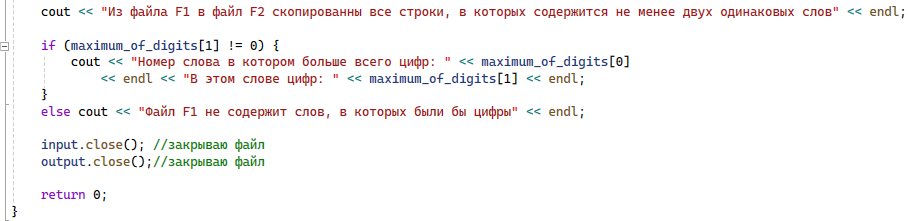 cout << "Из файла F1 в файл F2 скопированны все строки, в которых содержится не менее двух одинаковых слов" << endl;
if (maximum_of_digits[1] != 0) {
cout << "Номер слова в котором больше всего цифр: " << maximum_of_digits[0]
<< endl << "В этом слове цифр: " << maximum_of_digits[1] << endl;
}
else cout << "Файл F1 не содержит слов, в которых были бы цифры" << endl;
input.close(); //закрываю файл
output.close();//закрываю файл
return 0;
}